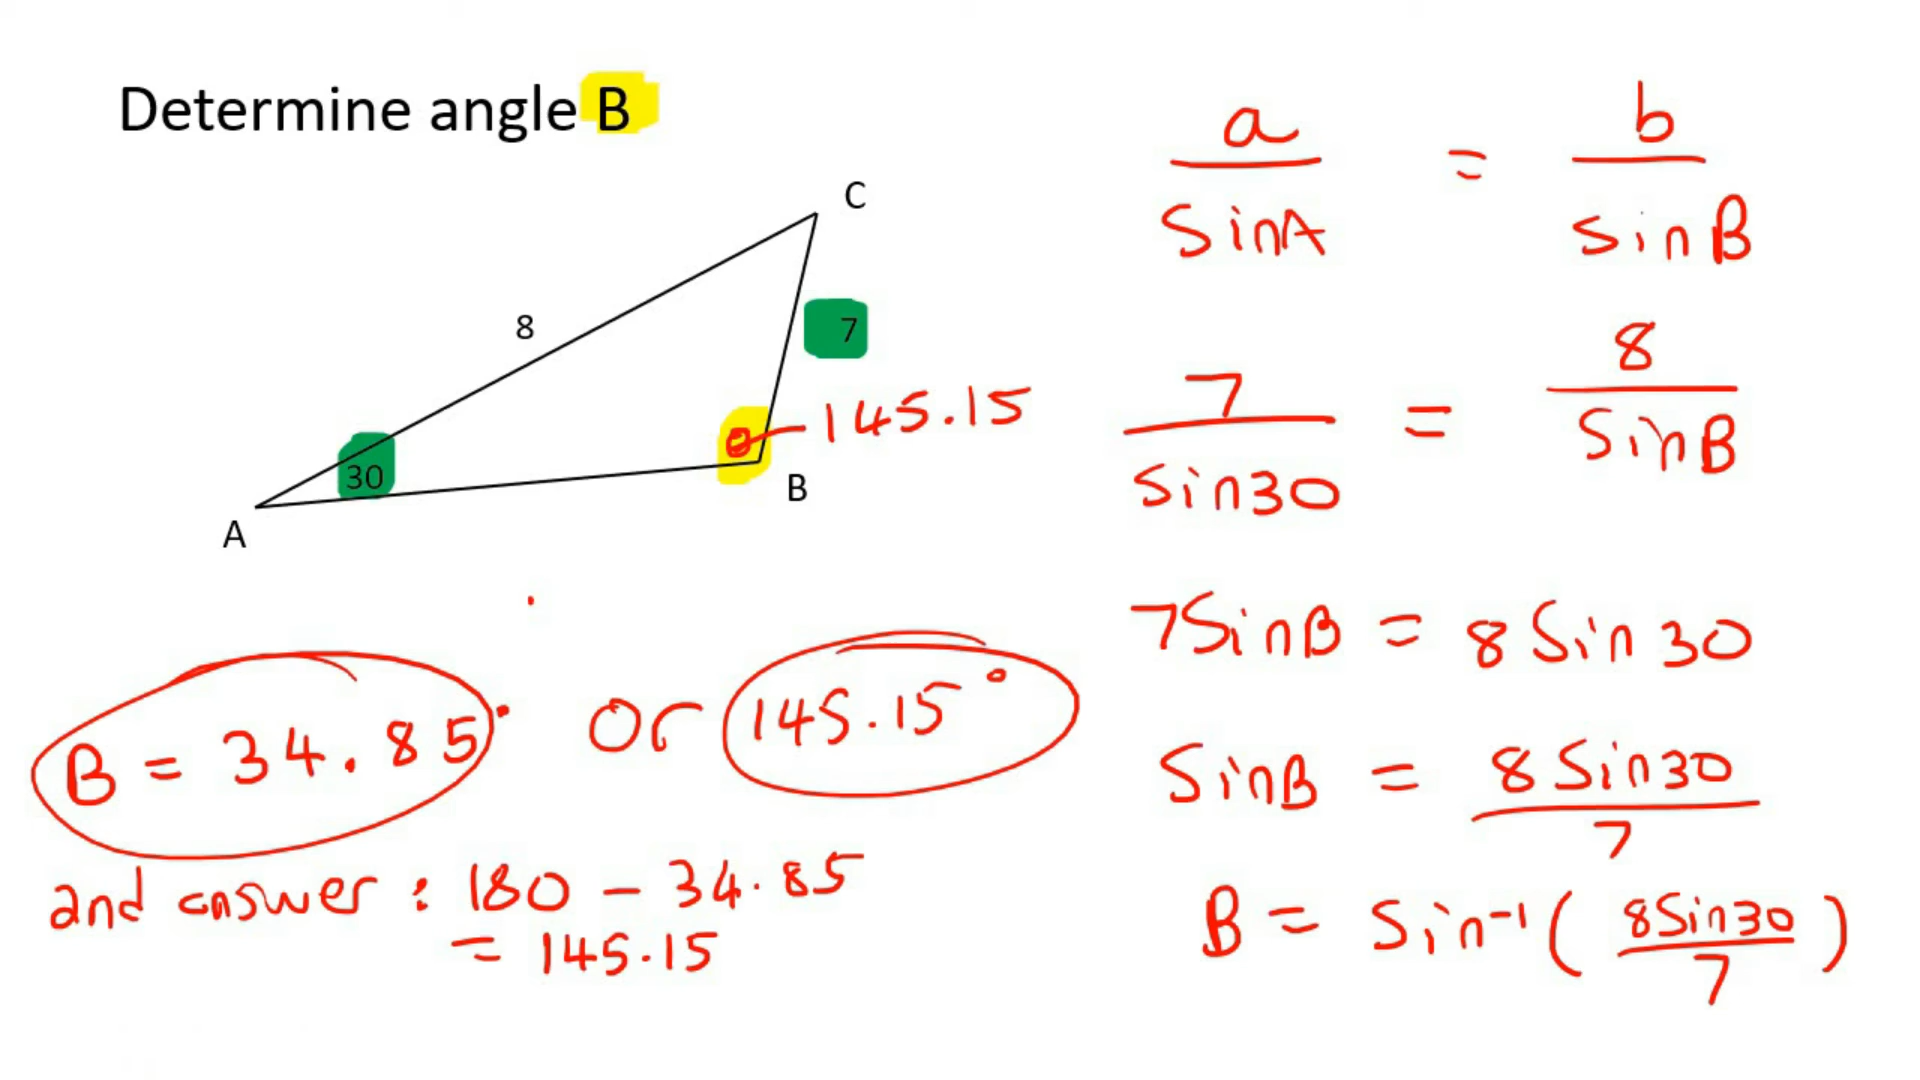 Determine angle B
C
8
7
145.15
30
B
A
a/SinA = b/sinB
7/Sin30 = 8/SinB
7SinB = 8Sin30
SinB = 8Sin30/7
B = Sin⁻¹(8Sin30/7)
B = 34.85° or 145.15°
2nd answer : 180 - 34.85
= 145.15